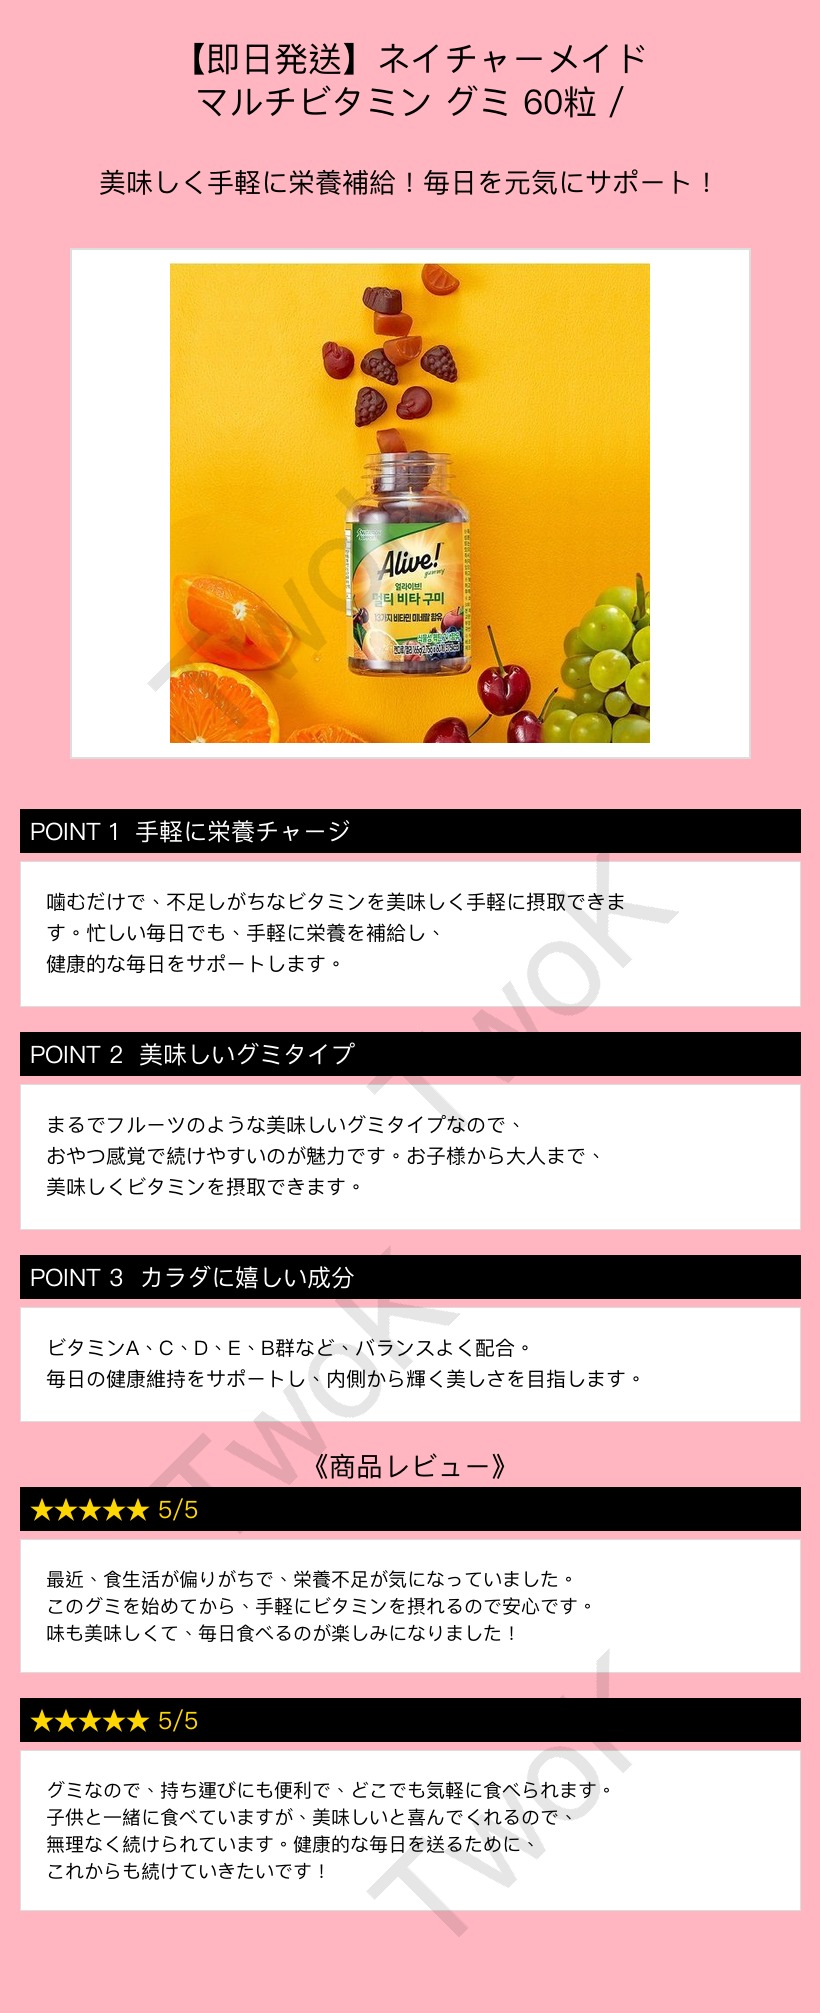 【即日発送】ネイチャーメイド
マルチビタミン グミ 60粒 /
美味しく手軽に栄養補給！毎日を元気にサポート！
Alive!
gummy
얼라이브!
멀티 비타 구미
13가지 비타민 미네랄 함유
POINT 1 手軽に栄養チャージ
噛むだけで、不足しがちなビタミンを美味しく手軽に摂取できま
す。忙しい毎日でも、手軽に栄養を補給し、
健康的な毎日をサポートします。
POINT 2 美味しいグミタイプ
まるでフルーツのような美味しいグミタイプなので、
おやつ感覚で続けやすいのが魅力です。お子様から大人まで、
美味しくビタミンを摂取できます。
POINT 3 カラダに嬉しい成分
ビタミンA、C、D、E、B群など、バランスよく配合。
毎日の健康維持をサポートし、内側から輝く美しさを目指します。
《商品レビュー》
★★★★★ 5/5
最近、食生活が偏りがちで、栄養不足が気になっていました。
このグミを始めてから、手軽にビタミンを摂れるので安心です。
味も美味しくて、毎日食べるのが楽しみになりました！
★★★★★ 5/5
グミなので、持ち運びにも便利で、どこでも気軽に食べられます。
子供と一緒に食べていますが、美味しいと喜んでくれるので、
無理なく続けられています。健康的な毎日を送るために、
これからも続けていきたいです！
TwoK
TwoK
TwoK
TwoK